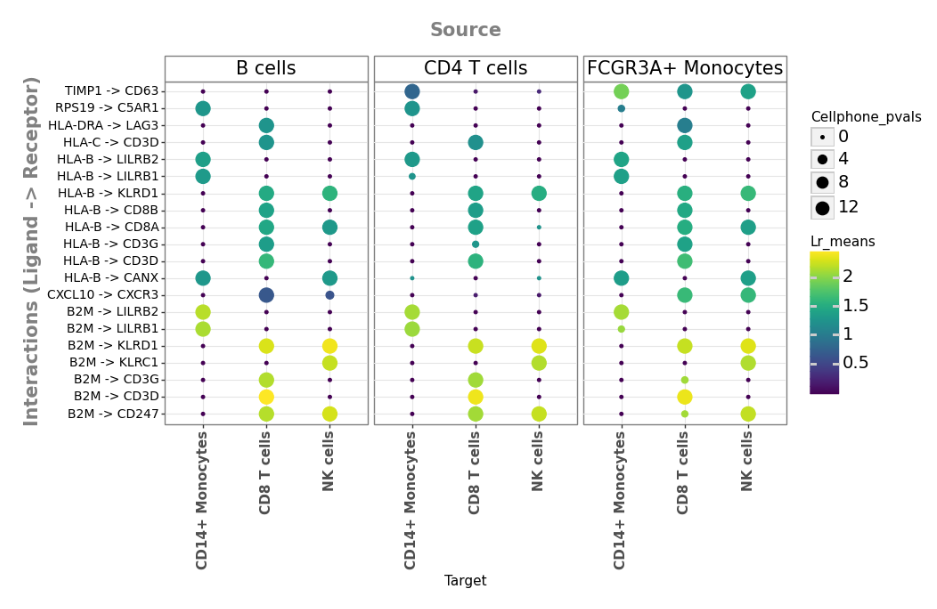 Source
B cells
CD4 T cells
FCGR3A+ Monocytes
Interactions (Ligand -> Receptor)
TIMP1 -> CD63
RPS19 -> C5AR1
HLA-DRA -> LAG3
HLA-C -> CD3D
HLA-B -> LILRB2
HLA-B -> LILRB1
HLA-B -> KLRD1
HLA-B -> CD8B
HLA-B -> CD8A
HLA-B -> CD3G
HLA-B -> CD3D
HLA-B -> CANX
CXCL10 -> CXCR3
B2M -> LILRB2
B2M -> LILRB1
B2M -> KLRD1
B2M -> KLRC1
B2M -> CD3G
B2M -> CD3D
B2M -> CD247
CD14+ Monocytes
CD8 T cells
NK cells
CD14+ Monocytes
CD8 T cells
NK cells
CD14+ Monocytes
CD8 T cells
NK cells
Target
Cellphone_pvals
0
4
8
12
Lr_means
2
1.5
1
0.5